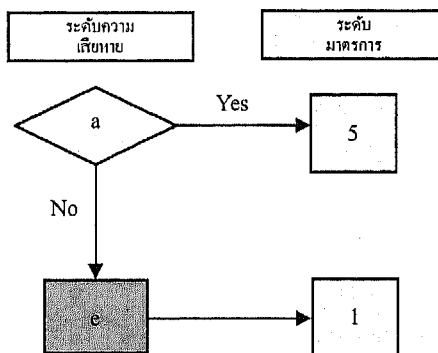 ระดับความ
เสียหาย
ระดับ
มาตรการ
a
Yes
5
No
e
1